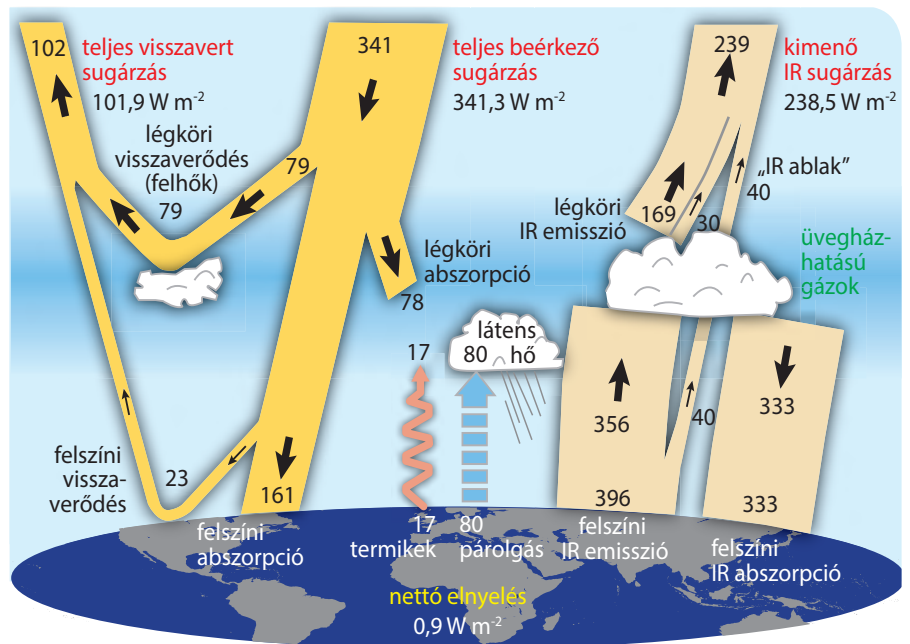 102
teljes visszavert
sugárzás
101,9 W m-2
341
teljes beérkező
sugárzás
341,3 W m-2
239
kimenő
IR sugárzás
238,5 W m-2
légköri
visszaverődés
(felhők)
79
79
légköri
abszorpció
78
légköri
IR emisszió
169
30
„IR ablak”
40
üvegház-
hatású
gázok
látens
80 hő
17
356
40
333
felszíni
vissza-
verődés
23
161
felszíni
abszorpció
17
termikek
80
párolgás
396
felszíni
IR emisszió
333
felszíni
IR abszorpció
nettó elnyelés
0,9 W m-2